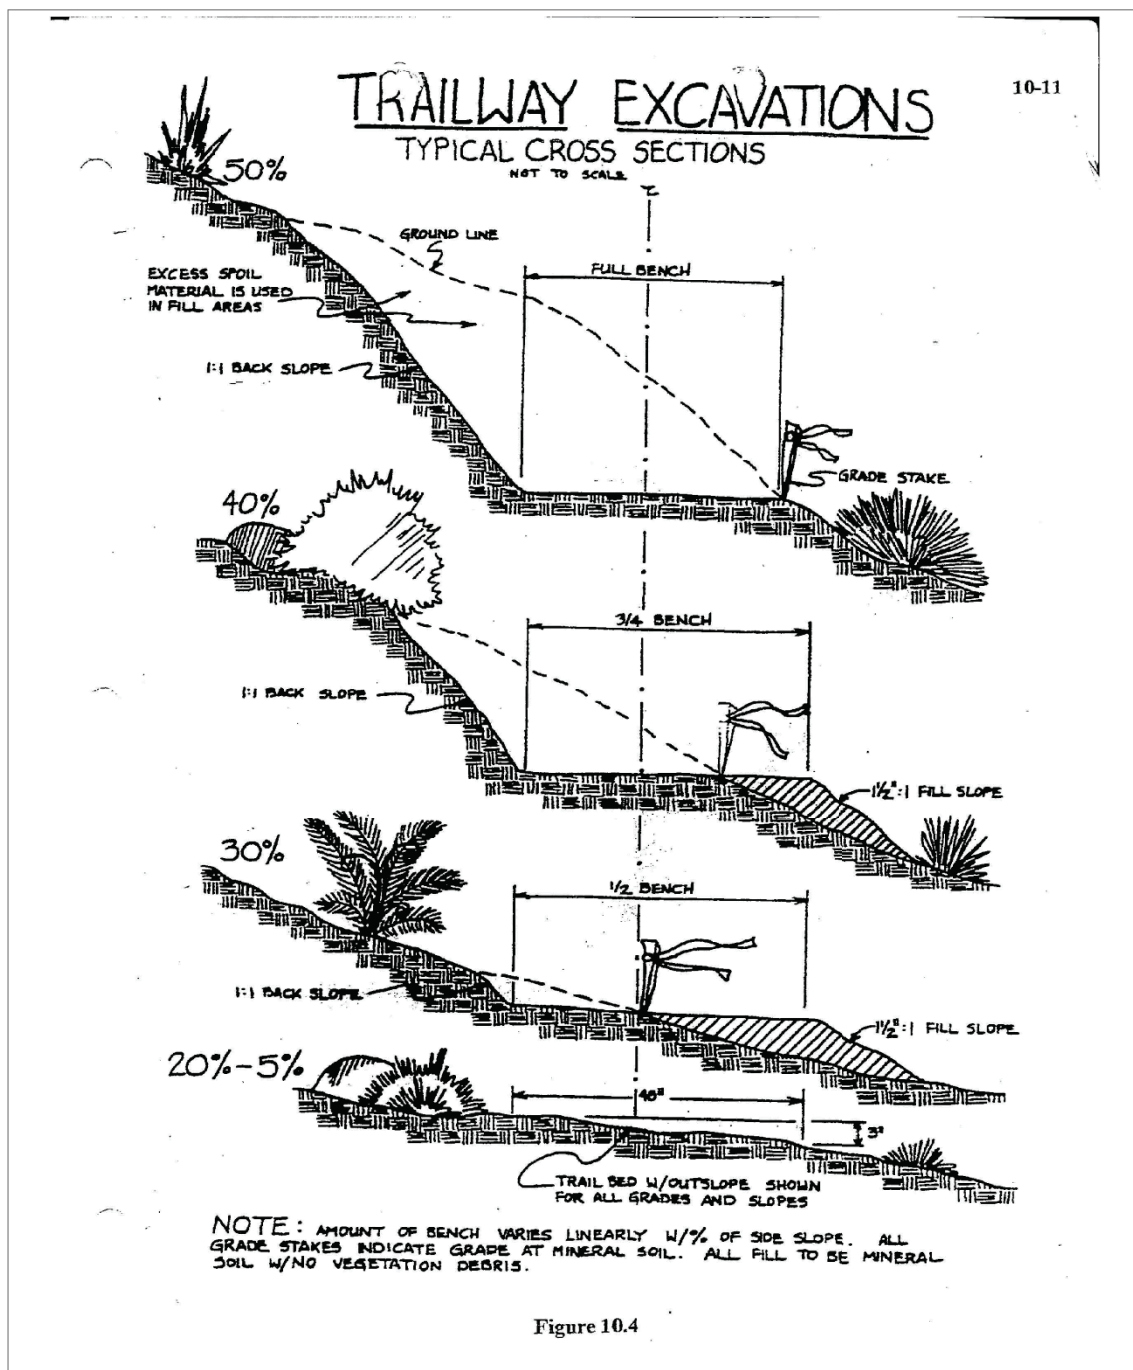 10-11
TRAILWAY EXCAVATIONS
TYPICAL CROSS SECTIONS
NOT TO SCALE
50%
GROUND LINE
FULL BENCH
EXCESS SPOIL
MATERIAL IS USED
IN FILL AREAS
1:1 BACK SLOPE
GRADE STAKE
40%
3/4 BENCH
1:1 BACK SLOPE
1½":1 FILL SLOPE
30%
1/2 BENCH
1:1 BACK SLOPE
1½":1 FILL SLOPE
20%-5%
3"
TRAIL BED W/OUTSLOPE SHOWN
FOR ALL GRADES AND SLOPES
NOTE: AMOUNT OF BENCH VARIES LINEARLY W/% OF SIDE SLOPE. ALL
GRADE STAKES INDICATE GRADE AT MINERAL SOIL. ALL FILL TO BE MINERAL
SOIL W/NO VEGETATION DEBRIS.
Figure 10.4